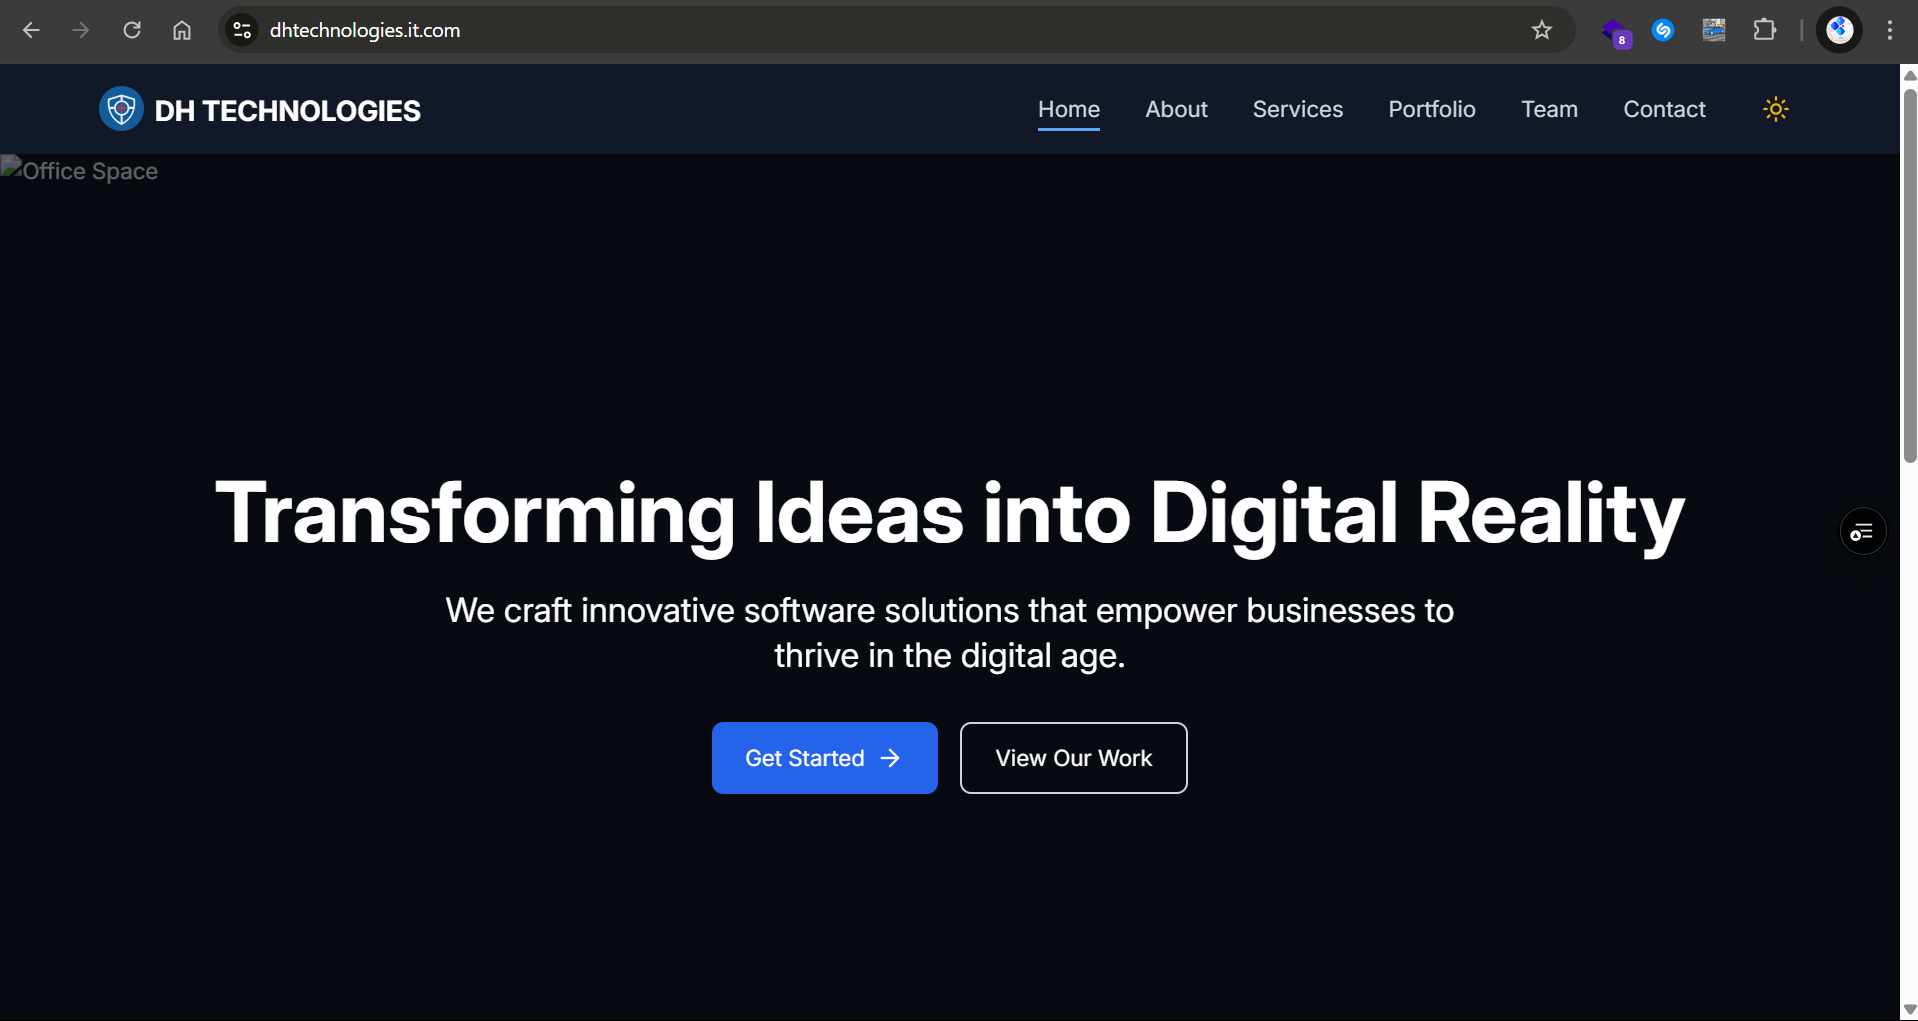 dhtechnologies.it.com
8
DH TECHNOLOGIES
Home
About
Services
Portfolio
Team
Contact
Office Space
Transforming Ideas into Digital Reality
We craft innovative software solutions that empower businesses to
thrive in the digital age.
Get Started
View Our Work